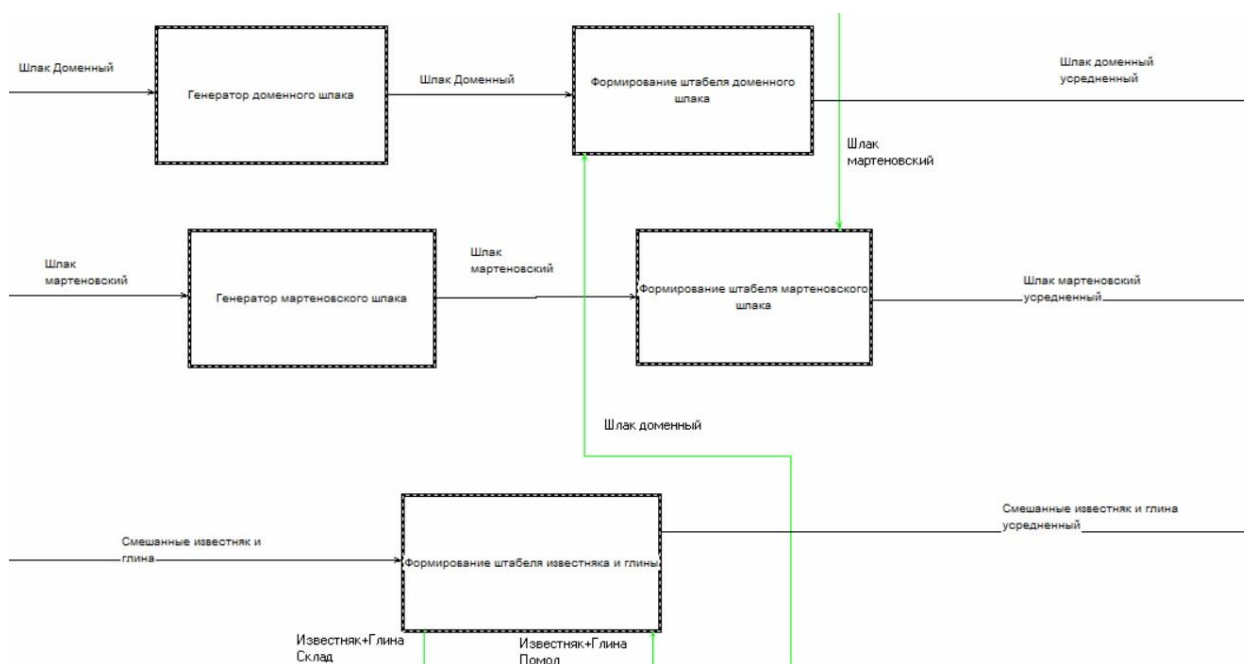 Шлак Доменный
Генератор доменного шлака
Шлак Доменный
Формирование штабеля доменного
шлака
Шлак доменный
усредненный
Шлак
мартеновский
Шлак
мартеновский
Генератор мартеновского шлака
Шлак
мартеновский
Формирование штабеля мартеновского
шлака
Шлак мартеновский
усредненный
Шлак доменный
Смешанные известняк и
глина
Формирование штабеля известняка и глины
Смешанные известняк и глина
усредненный
Известняк+Глина
Склад
Известняк+Глина
Помол